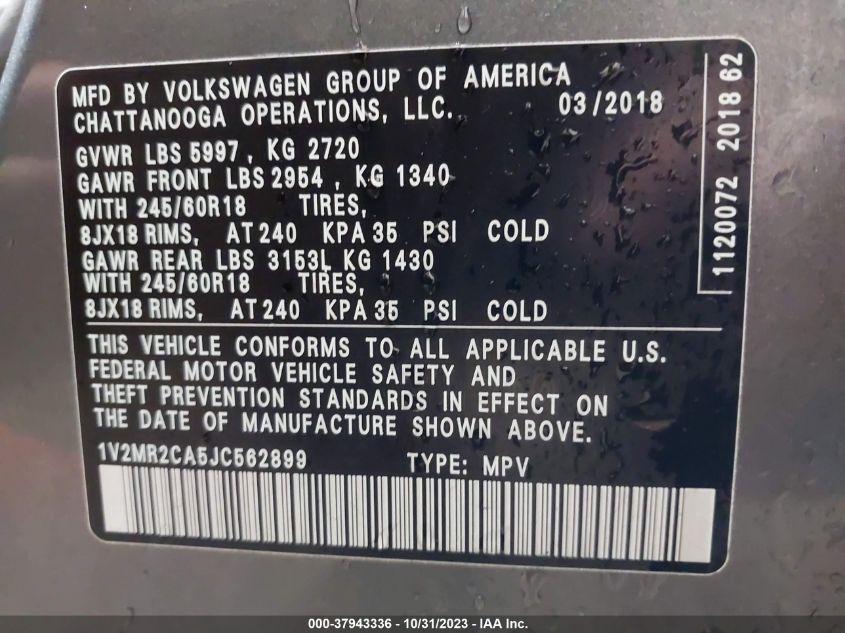 MFD BY VOLKSWAGEN GROUP OF AMERICA
CHATTANOOGA OPERATIONS, LLC. 03/2018
GVWR LBS 5997, KG 2720
GAWR FRONT LBS 2954, KG 1340
WITH 245/60R18 TIRES,
8JX18 RIMS, AT 240 KPA 35 PSI COLD
GAWR REAR LBS 3153L KG 1430
WITH 245/60R18 TIRES,
8JX18 RIMS, AT 240 KPA 35 PSI COLD
THIS VEHICLE CONFORMS TO ALL APPLICABLE U.S.
FEDERAL MOTOR VEHICLE SAFETY AND
THEFT PREVENTION STANDARDS IN EFFECT ON
THE DATE OF MANUFACTURE SHOWN ABOVE.
1V2MR2CA5JC562899 TYPE: MPV
1120072 2018 62
000-37943336 - 10/31/2023 - IAA Inc.